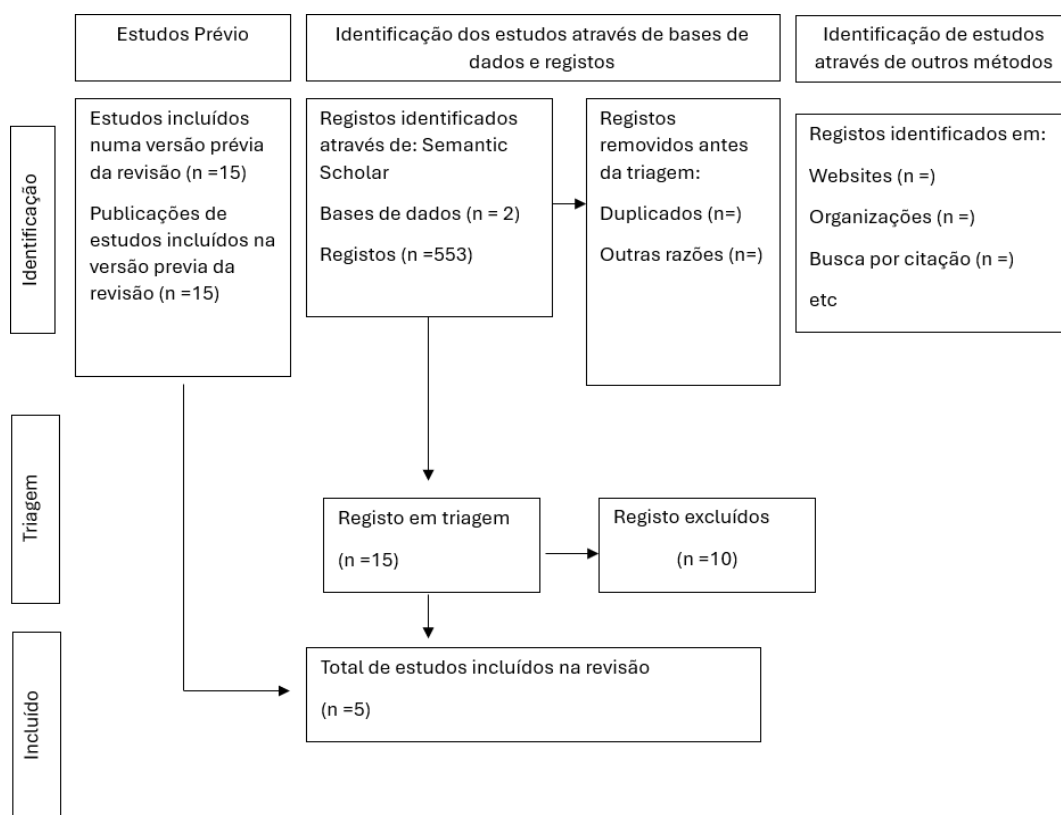 Estudos Prévio
Identificação dos estudos através de bases de
dados e registos
Identificação de estudos
através de outros métodos
Identificação
Estudos incluídos
numa versão prévia
da revisão (n =15)
Publicações de
estudos incluídos na
versão previa da
revisão (n =15)
Registos identificados
através de: Semantic
Scholar
Bases de dados (n = 2)
Registos (n =553)
Registos
removidos antes
da triagem:
Duplicados (n=)
Outras razões (n=)
Registos identificados em:
Websites (n =)
Organizações (n =)
Busca por citação (n =)
etc
Triagem
Registo em triagem
(n =15)
Registo excluídos
(n =10)
Incluído
Total de estudos incluídos na revisão
(n =5)